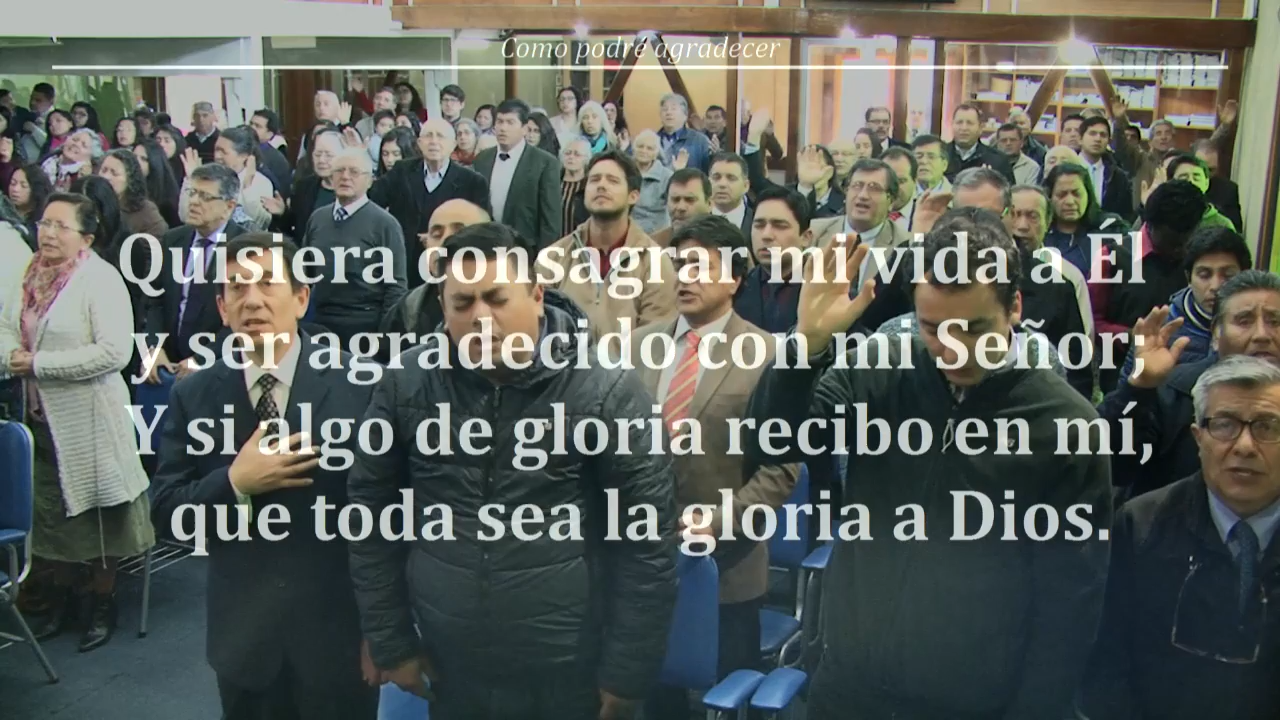 Como podré agradecer
Quisiera consagrar mi vida a Él
y ser agradecido con mi Señor;
Y si algo de gloria recibo en mí,
que toda sea la gloria a Dios.